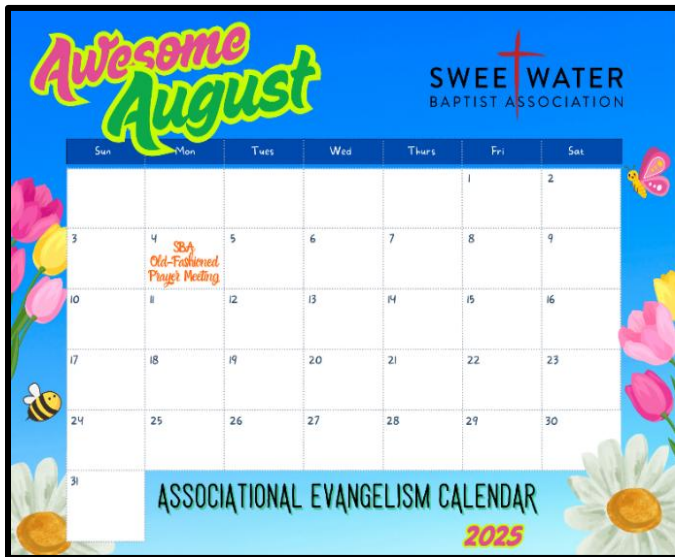 Awesome
August
SWEETWATER
BAPTIST ASSOCIATION
Sun Mon Tues Wed Thurs Fri Sat
1 2
3 4 5 6 7 8 9
SBA
Old-Fashioned
Prayer Meeting
10 11 12 13 14 15 16
17 18 19 20 21 22 23
24 25 26 27 28 29 30
31
ASSOCIATIONAL EVANGELISM CALENDAR
2025